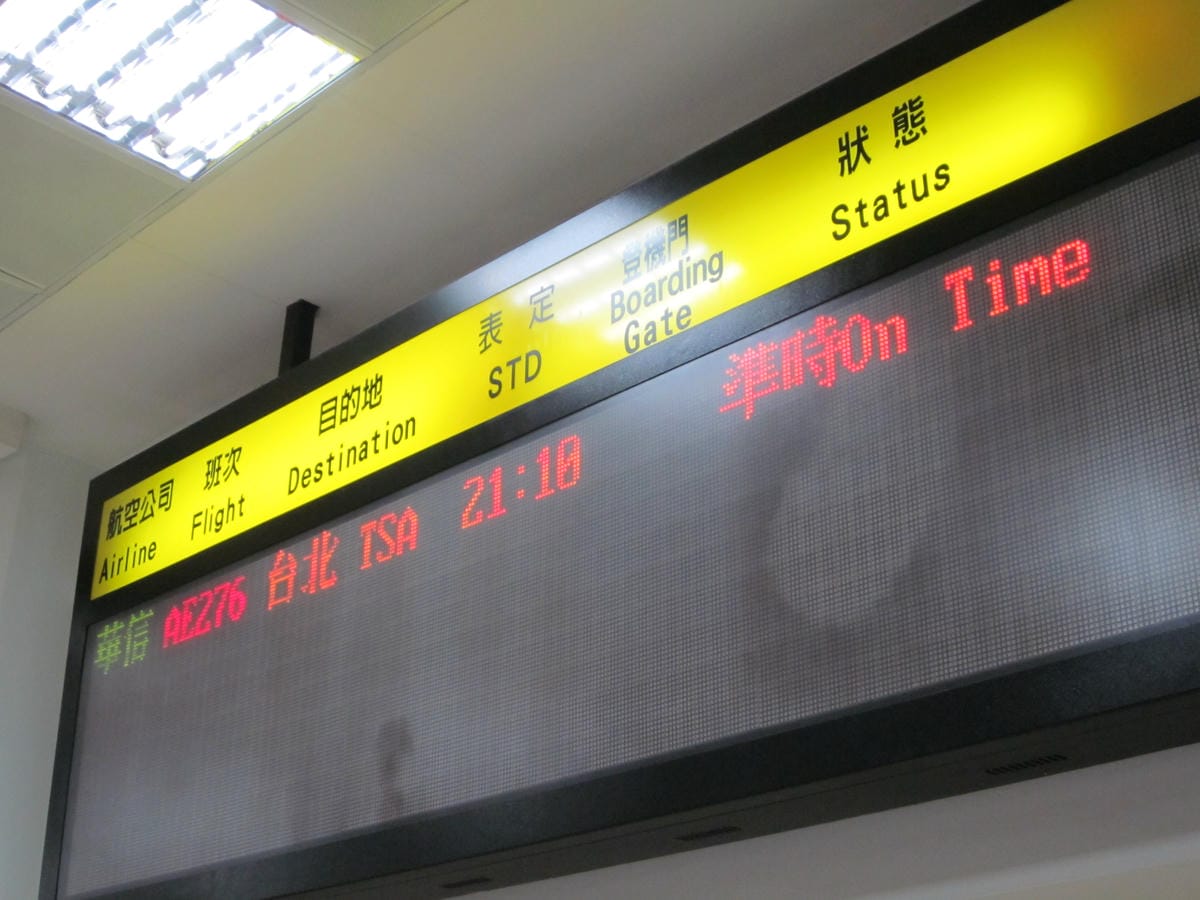 航空公司 班次 目的地 表定 登機門 狀態
Airline Flight Destination STD Boarding Gate Status
華信 AE276 台北 TSA 21:10 準時On Time